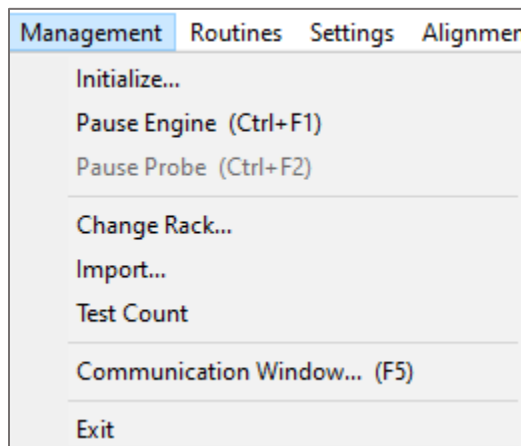 Management Routines Settings Alignmen
Initialize...
Pause Engine (Ctrl+F1)
Pause Probe (Ctrl+F2)
Change Rack...
Import...
Test Count
Communication Window... (F5)
Exit